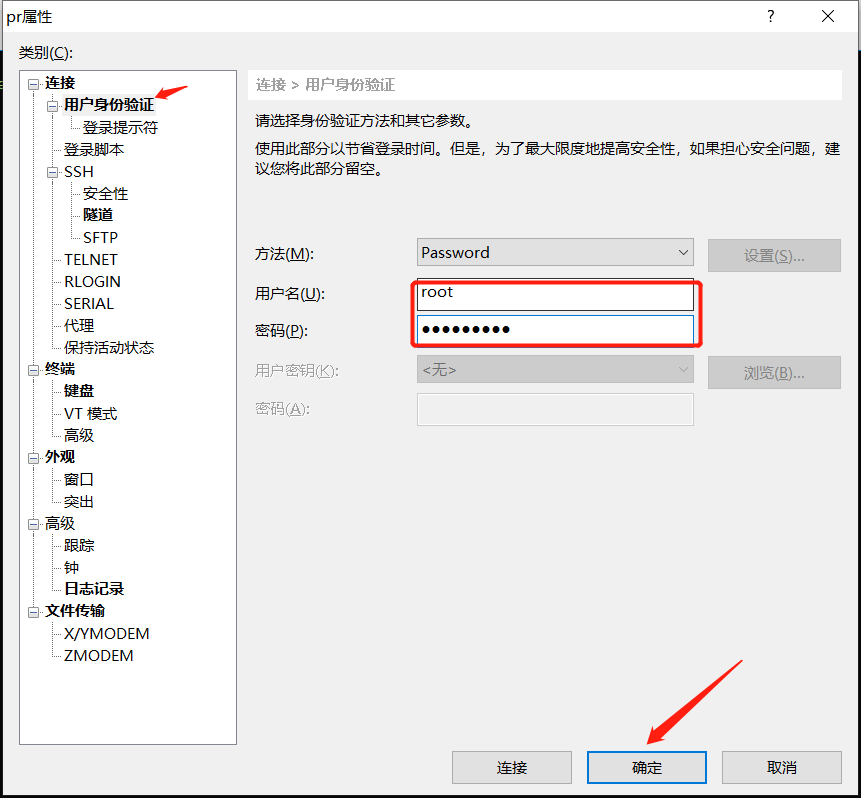 pr属性
?
类别(C):
连接
用户身份验证
登录提示符
登录脚本
SSH
安全性
隧道
SFTP
TELNET
RLOGIN
SERIAL
代理
保持活动状态
终端
键盘
VT 模式
高级
外观
窗口
突出
高级
跟踪
钟
日志记录
文件传输
X/YMODEM
ZMODEM
连接 > 用户身份验证
请选择身份验证方法和其它参数。
使用此部分以节省登录时间。但是，为了最大限度地提高安全性，如果担心安全问题，建
议您将此部分留空。
方法(M):
Password
设置(S)...
用户名(U):
root
密码(P):
●●●●●●●●●
用户密钥(K):
<无>
浏览(B)...
密码(A):
连接
确定
取消